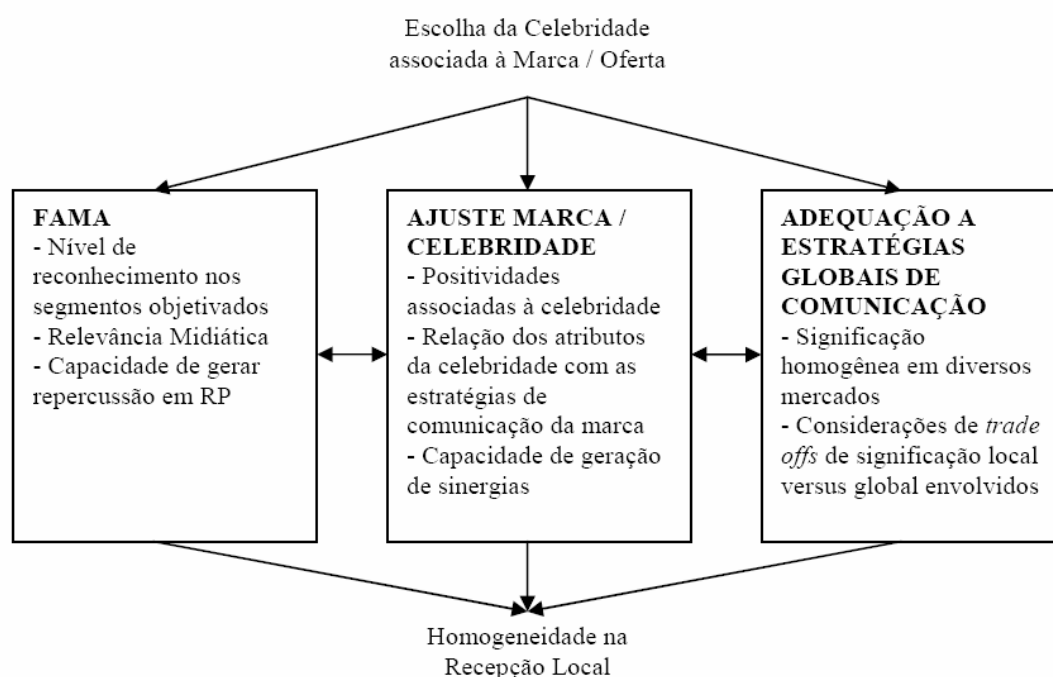 Escolha da Celebridade
associada à Marca / Oferta
FAMA
- Nível de
reconhecimento nos
segmentos objetivados
- Relevância Midiática
- Capacidade de gerar
repercussão em RP
AJUSTE MARCA /
CELEBRIDADE
- Positividades
associadas à celebridade
- Relação dos atributos
da celebridade com as
estratégias de
comunicação da marca
- Capacidade de geração
de sinergias
ADEQUAÇÃO A
ESTRATÉGIAS
GLOBAIS DE
COMUNICAÇÃO
- Significação
homogênea em diversos
mercados
- Considerações de trade
offs de significação local
versus global envolvidos
Homogeneidade na
Recepção Local